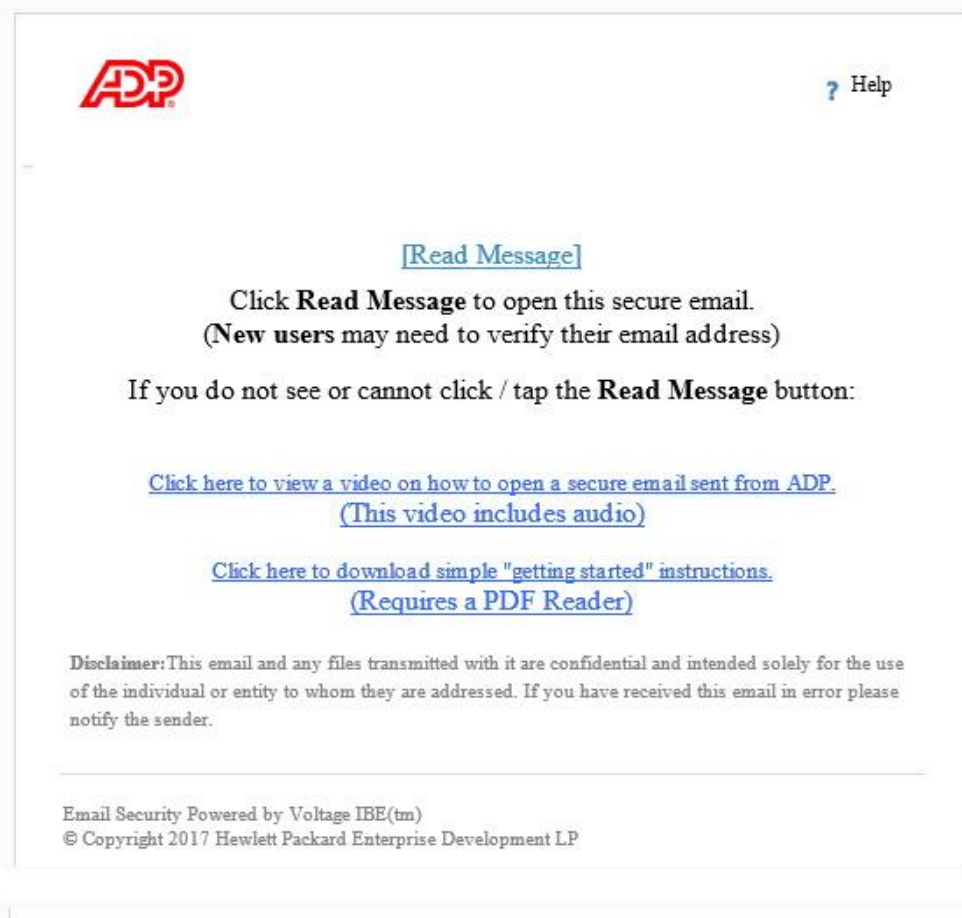 ADP
? Help
[Read Message]
Click Read Message to open this secure email.
(New users may need to verify their email address)
If you do not see or cannot click / tap the Read Message button:
Click here to view a video on how to open a secure email sent from ADP.
(This video includes audio)
Click here to download simple "getting started" instructions.
(Requires a PDF Reader)
Disclaimer:This email and any files transmitted with it are confidential and intended solely for the use
of the individual or entity to whom they are addressed. If you have received this email in error please
notify the sender.
Email Security Powered by Voltage IBE(tm)
© Copyright 2017 Hewlett Packard Enterprise Development LP